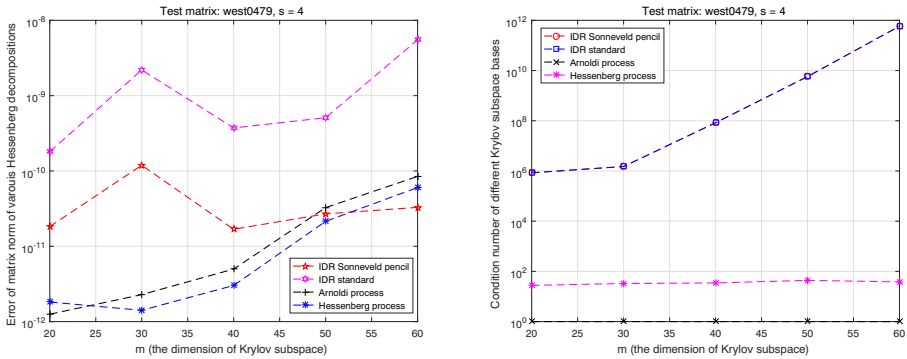 Test matrix: west0479, s = 4
Error of matrix norm of varous Hessenberg decompositions
10^-8
10^-9
10^-10
10^-11
10^-12
20 25 30 35 40 45 50 55 60
m (the dimension of Krylov subspace)
IDR Sonneveld pencil
IDR standard
Arnoldi process
Hessenberg process
Test matrix: west0479, s = 4
Condition number of different Krylov subspace bases
10^12
10^10
10^8
10^6
10^4
10^2
10^0
20 25 30 35 40 45 50 55 60
m (the dimension of Krylov subspace)
IDR Sonneveld pencil
IDR standard
Arnoldi process
Hessenberg process